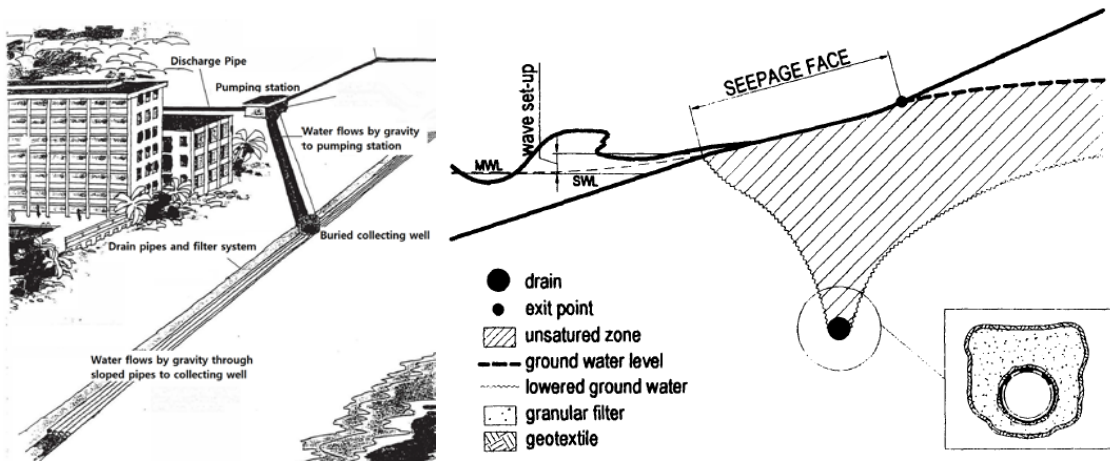 Discharge Pipe
Pumping station
Water flows by gravity
to pumping station
Buried collecting well
Drain pipes and filter system
Water flows by gravity through
sloped pipes to collecting well
wave set-up
SEEPAGE FACE
MWL
SWL
drain
exit point
unsatured zone
ground water level
lowered ground water
granular filter
geotextile